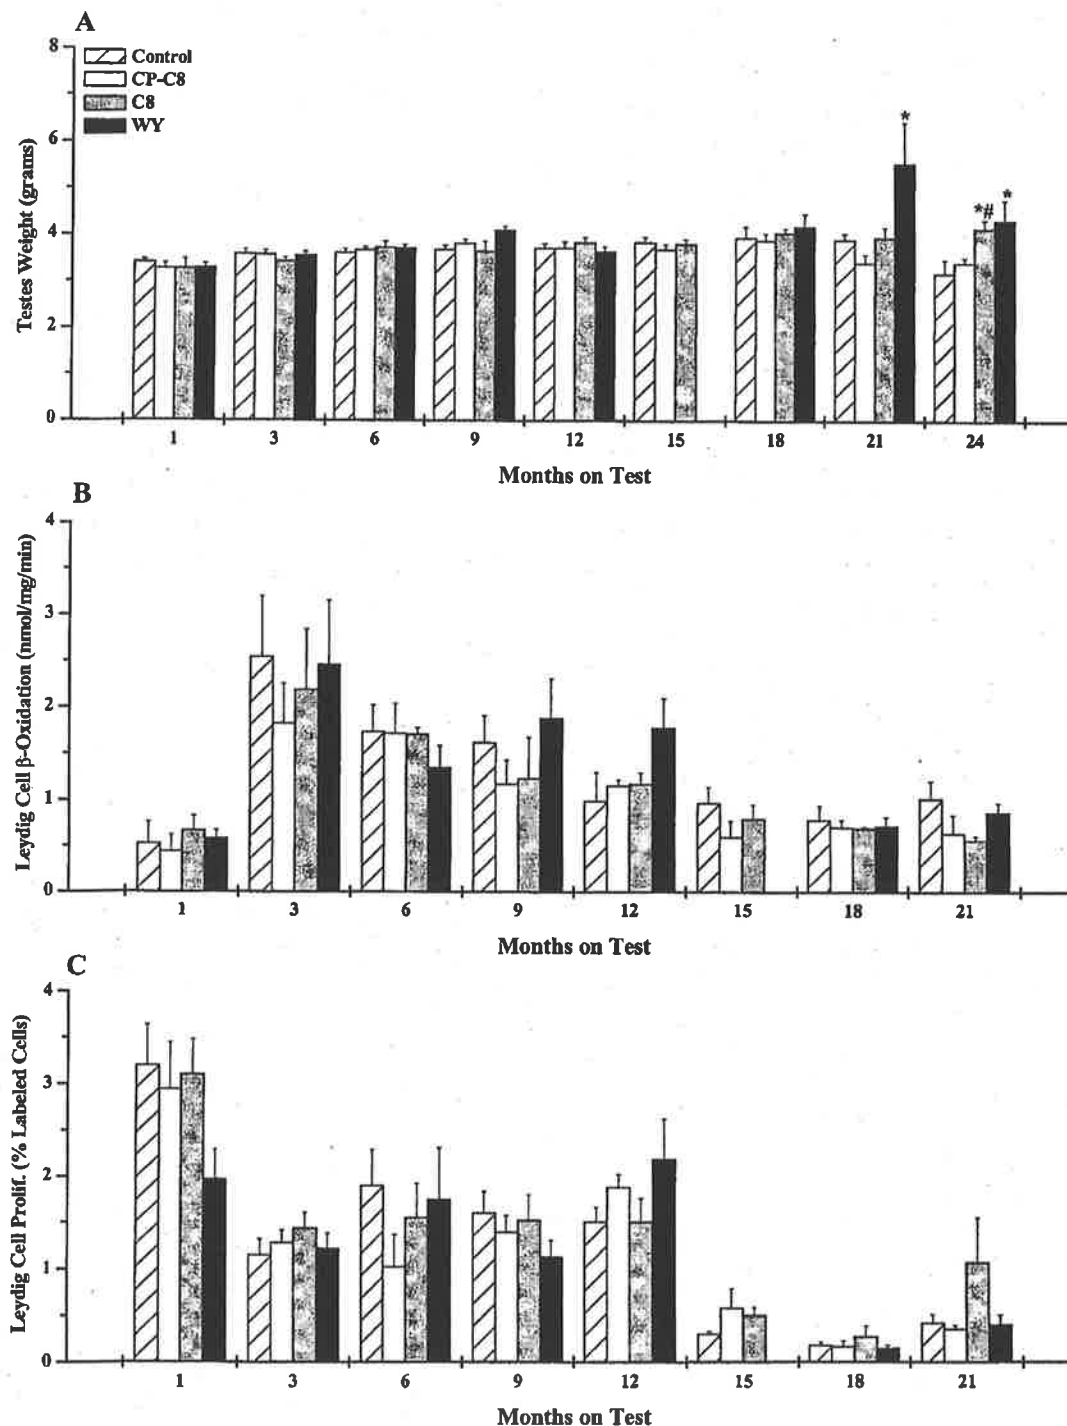 A
8
6
4
2
0
Testes Weight (grams)
Control
CP-C8
C8
WY
*
*#
*
1 3 6 9 12 15 18 21 24
Months on Test
B
4
3
2
1
0
Leydig Cell β-Oxidation (nmol/mg/min)
1 3 6 9 12 15 18 21
Months on Test
C
4
3
2
1
0
Leydig Cell Prolif. (% Labeled Cells)
1 3 6 9 12 15 18 21
Months on Test